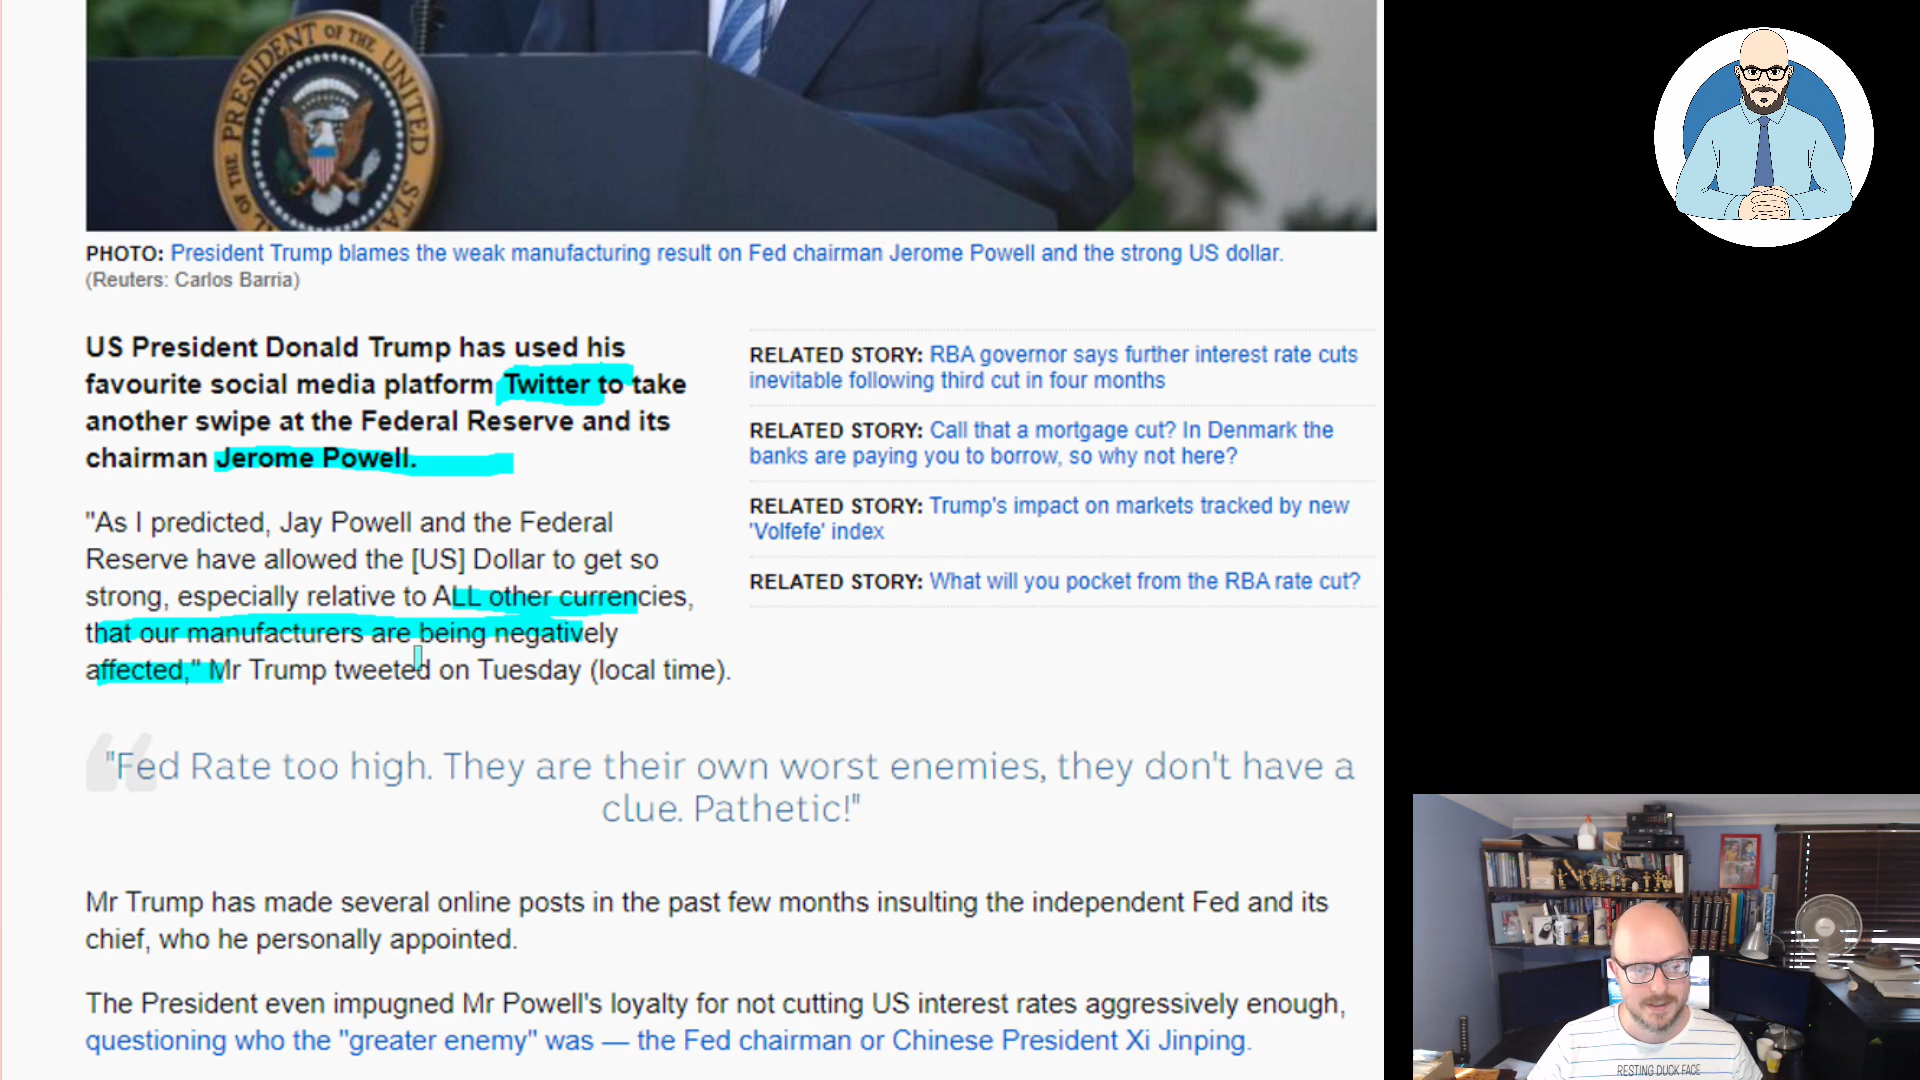 PRESIDENT OF THE UNITED
PHOTO: President Trump blames the weak manufacturing result on Fed chairman Jerome Powell and the strong US dollar.
(Reuters: Carlos Barria)
US President Donald Trump has used his
favourite social media platform Twitter to take
another swipe at the Federal Reserve and its
chairman Jerome Powell.
"As I predicted, Jay Powell and the Federal
Reserve have allowed the [US] Dollar to get so
strong, especially relative to ALL other currencies,
that our manufacturers are being negatively
affected," Mr Trump tweeted on Tuesday (local time).
RELATED STORY: RBA governor says further interest rate cuts
inevitable following third cut in four months
RELATED STORY: Call that a mortgage cut? In Denmark the
banks are paying you to borrow, so why not here?
RELATED STORY: Trump's impact on markets tracked by new
'Volfefe' index
RELATED STORY: What will you pocket from the RBA rate cut?
"Fed Rate too high. They are their own worst enemies, they don't have a
clue. Pathetic!"
Mr Trump has made several online posts in the past few months insulting the independent Fed and its
chief, who he personally appointed.
The President even impugned Mr Powell's loyalty for not cutting US interest rates aggressively enough,
questioning who the "greater enemy" was — the Fed chairman or Chinese President Xi Jinping.
RESTING DUCK FACE